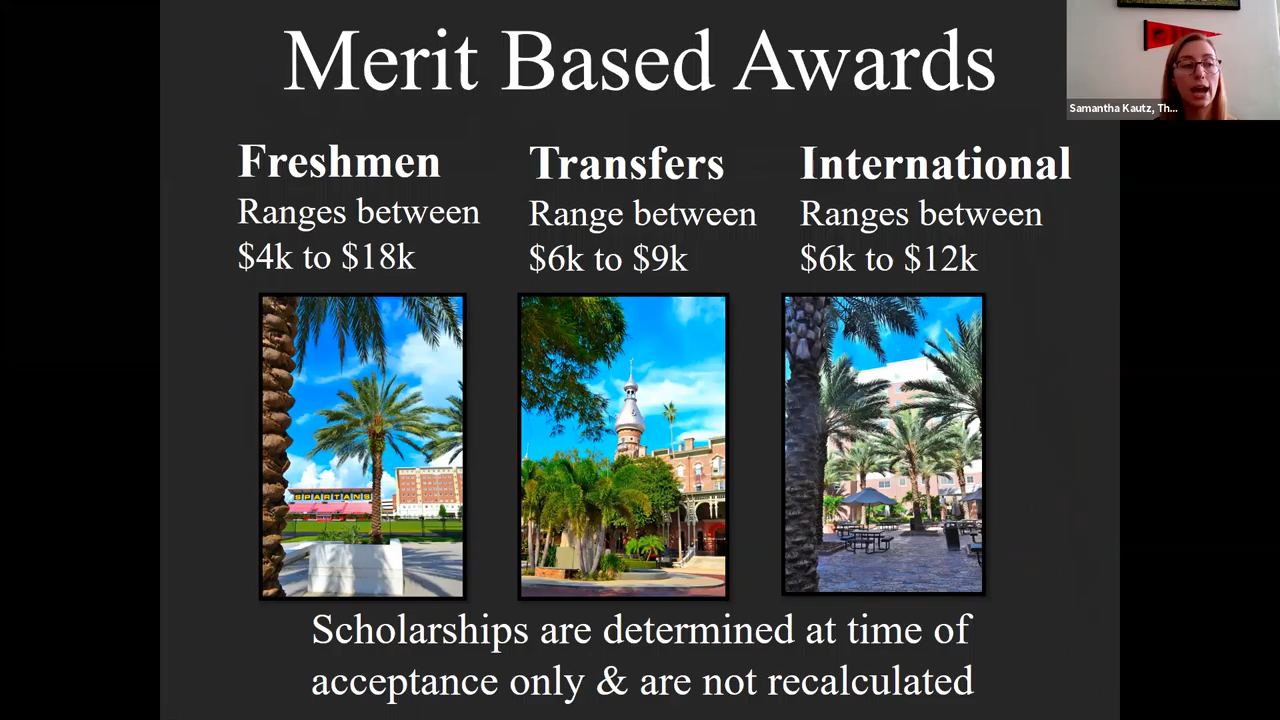 Merit Based Awards
Samantha Kautz, Th...
Freshmen
Ranges between
$4k to $18k
Transfers
Range between
$6k to $9k
International
Ranges between
$6k to $12k
SPARTANS
Scholarships are determined at time of
acceptance only & are not recalculated